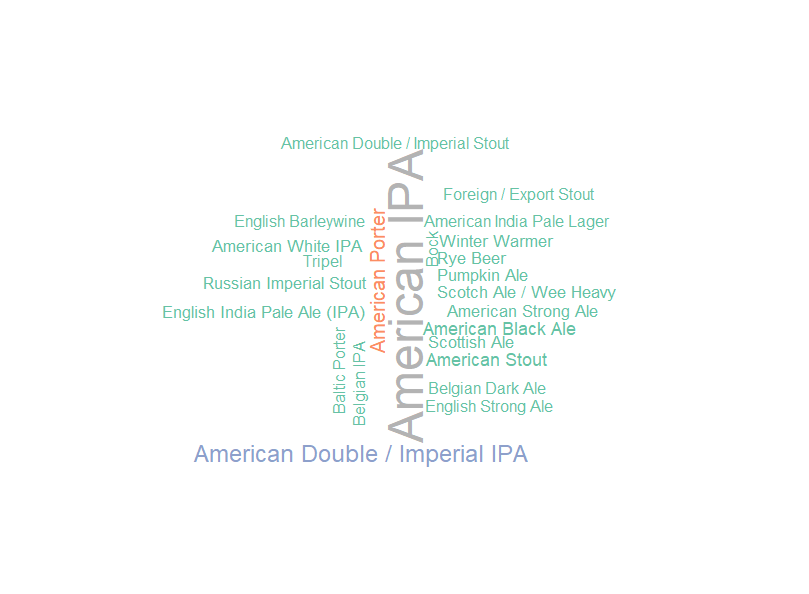 American Double / Imperial Stout
American IPA
Foreign / Export Stout
English Barleywine
American Porter
American India Pale Lager
Bock
Winter Warmer
American White IPA
Tripel
Rye Beer
Pumpkin Ale
Russian Imperial Stout
Scotch Ale / Wee Heavy
English India Pale Ale (IPA)
American Strong Ale
American Black Ale
Scottish Ale
Baltic Porter
Belgian IPA
American Stout
Belgian Dark Ale
English Strong Ale
American Double / Imperial IPA